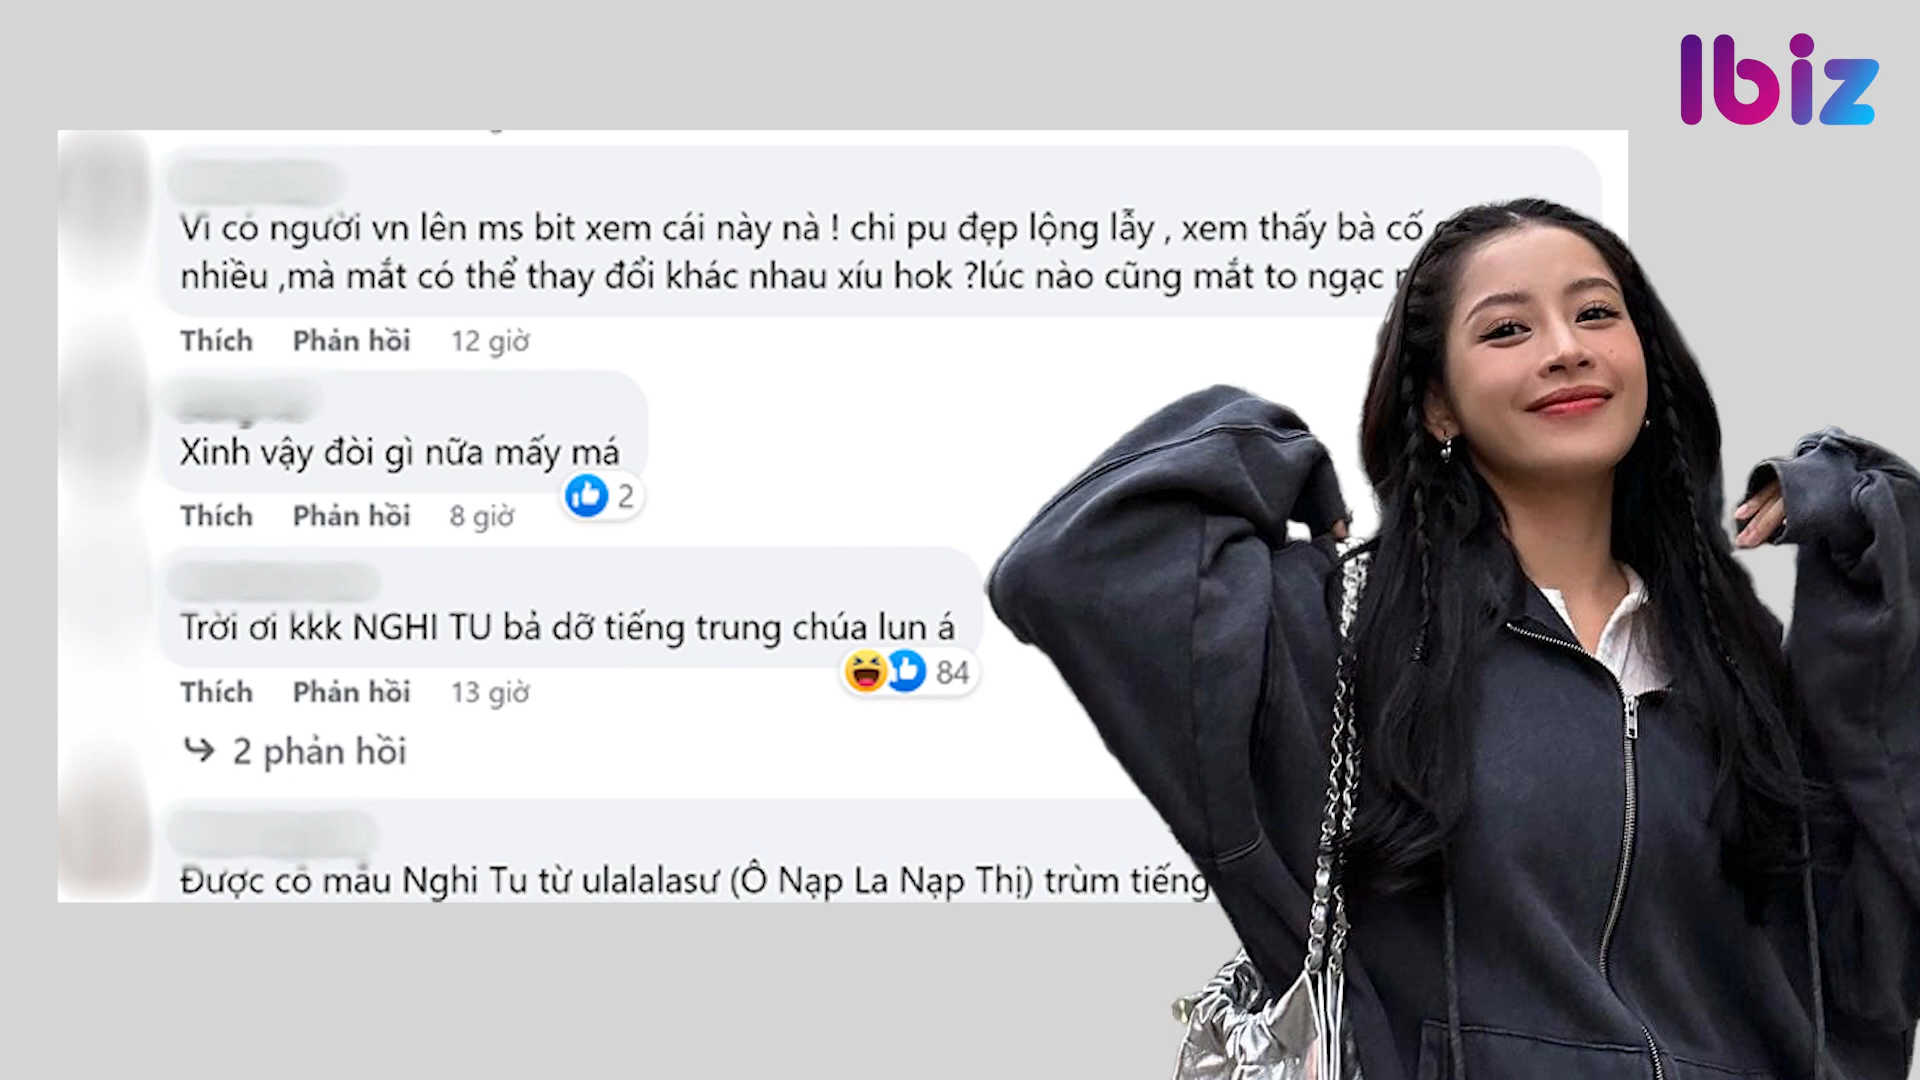 Ibiz
Vì có người vn lên ms bit xem cái này nà ! chi pu đẹp lộng lẫy , xem thấy bà cố
nhiều ,mà mắt có thể thay đổi khác nhau xíu hok ?lúc nào cũng mắt to ngạc
Thích Phản hồi 12 giờ
Xinh vậy đòi gì nữa mấy má
2
Thích Phản hồi 8 giờ
Trời ơi kkk NGHI TU bả dỡ tiếng trung chúa lun á
84
Thích Phản hồi 13 giờ
2 phản hồi
Được cô mẫu Nghi Tu từ ulalalasư (Ô Nạp La Nạp Thị) trùm tiếng